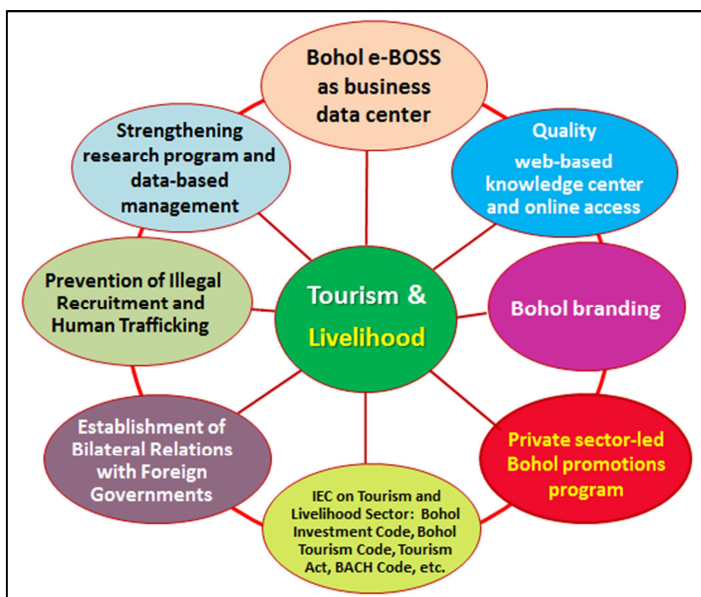 Bohol e-BOSS
as business
data center
Strengthening
research program and
data-based
management
Quality
web-based
knowledge center
and online access
Prevention of Illegal
Recruitment and
Human Trafficking
Tourism &
Livelihood
Bohol branding
Establishment of
Bilateral Relations
with Foreign
Governments
Private sector-led
Bohol promotions
program
IEC on Tourism and
Livelihood Sector: Bohol
Investment Code, Bohol
Tourism Code, Tourism
Act, BACH Code, etc.